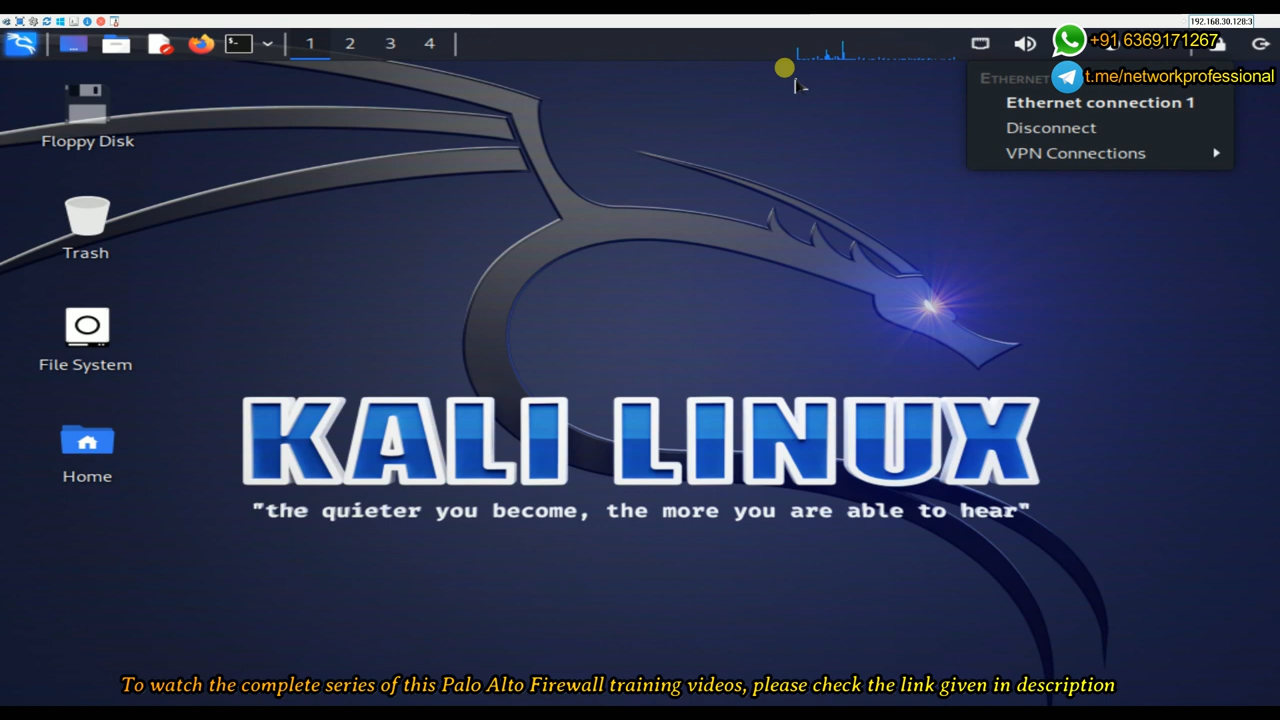 192.168.30.128:3
1 2 3 4
+91 6369171267
t.me/networkprofessional
Ethernet connection 1
Disconnect
VPN Connections
Floppy Disk
Trash
File System
Home
KALI LINUX
"the quieter you become, the more you are able to hear"
To watch the complete series of this Palo Alto Firewall training videos, please check the link given in description